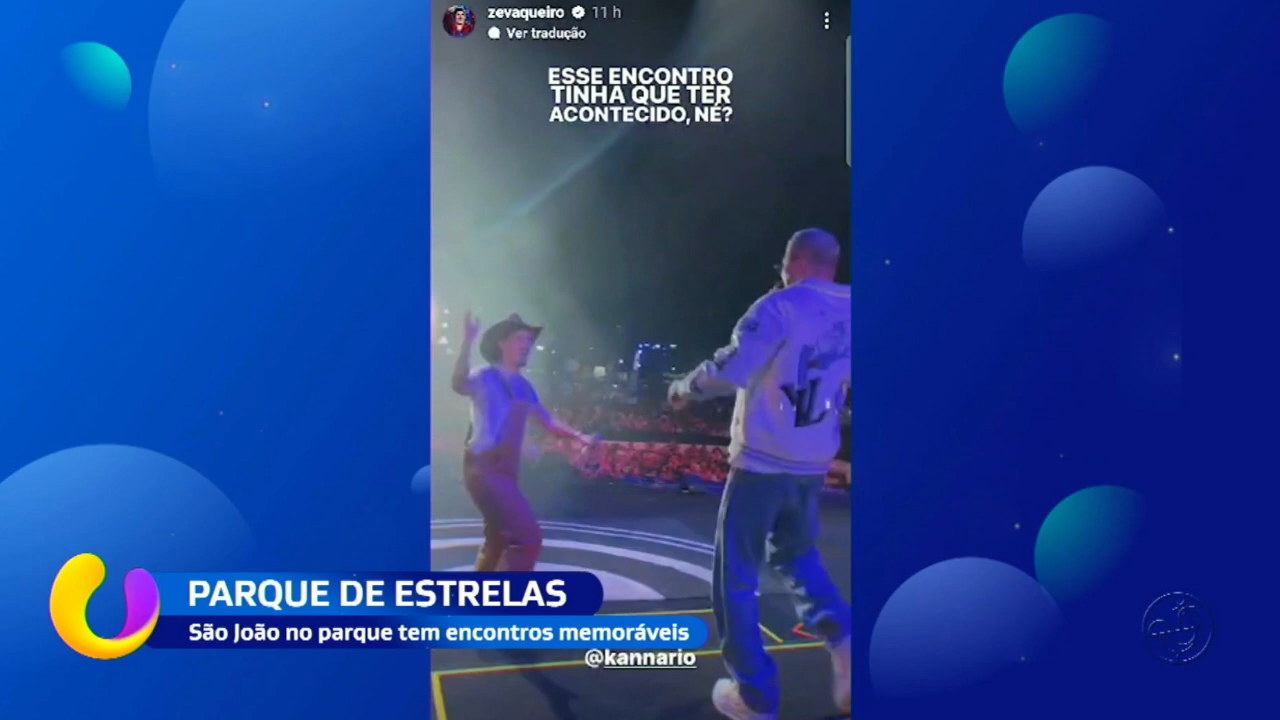 zevaqueiro 11 h
Ver tradução
ESSE ENCONTRO
TINHA QUE TER
ACONTECIDO, NÉ?
PARQUE DE ESTRELAS
São João no parque tem encontros memoráveis
@kannario